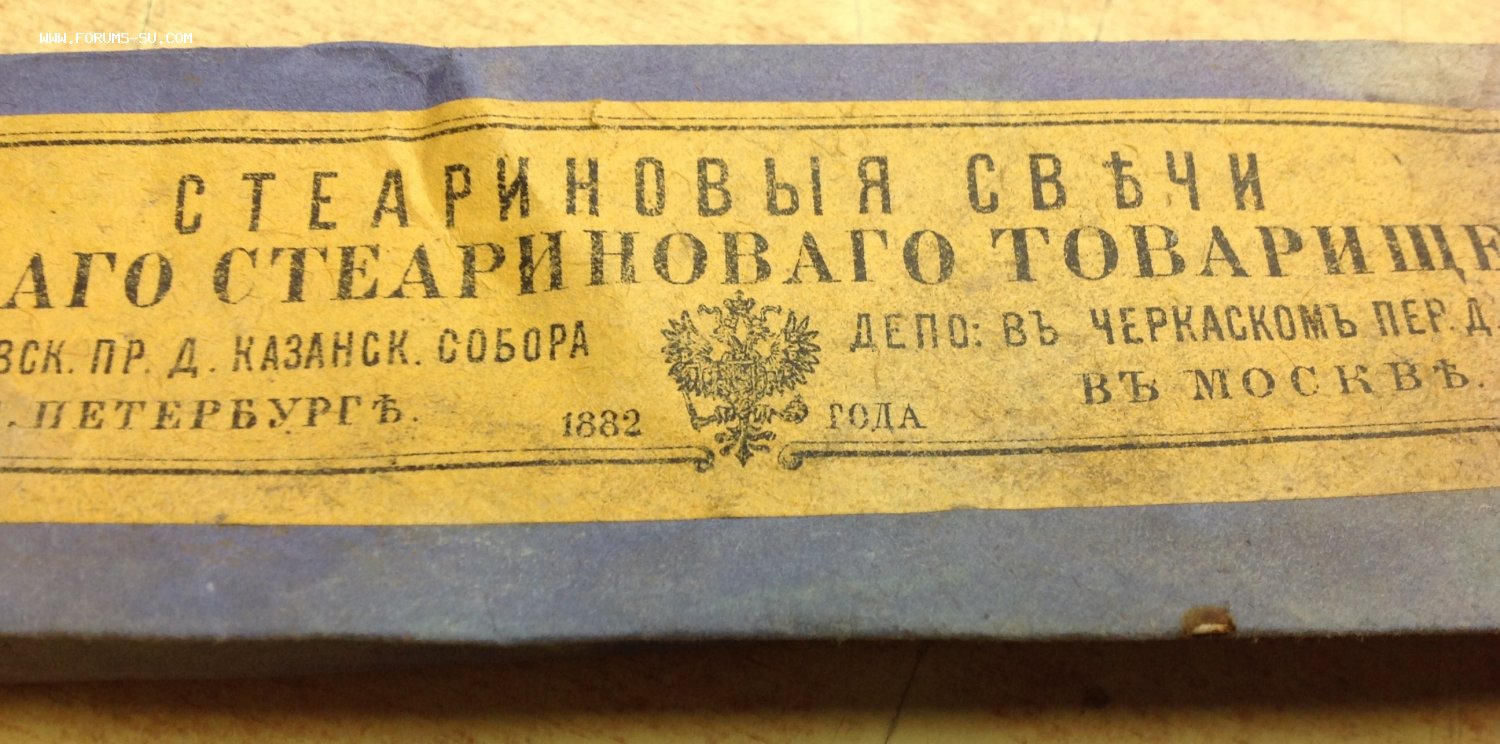 WWW.FORUMS-SU.COM
СТЕАРИНОВЫЯ СВѢЧИ
АГО СТЕАРИНОВАГО ТОВАРИЩЕ
ВСК. ПР. Д. КАЗАНСК. СОБОРА
. ПЕТЕРБУРГѢ.
1882 ГОДА
ДЕПО: ВЪ ЧЕРКАСКОМЪ ПЕР. Д.
ВЪ МОСКВѢ.